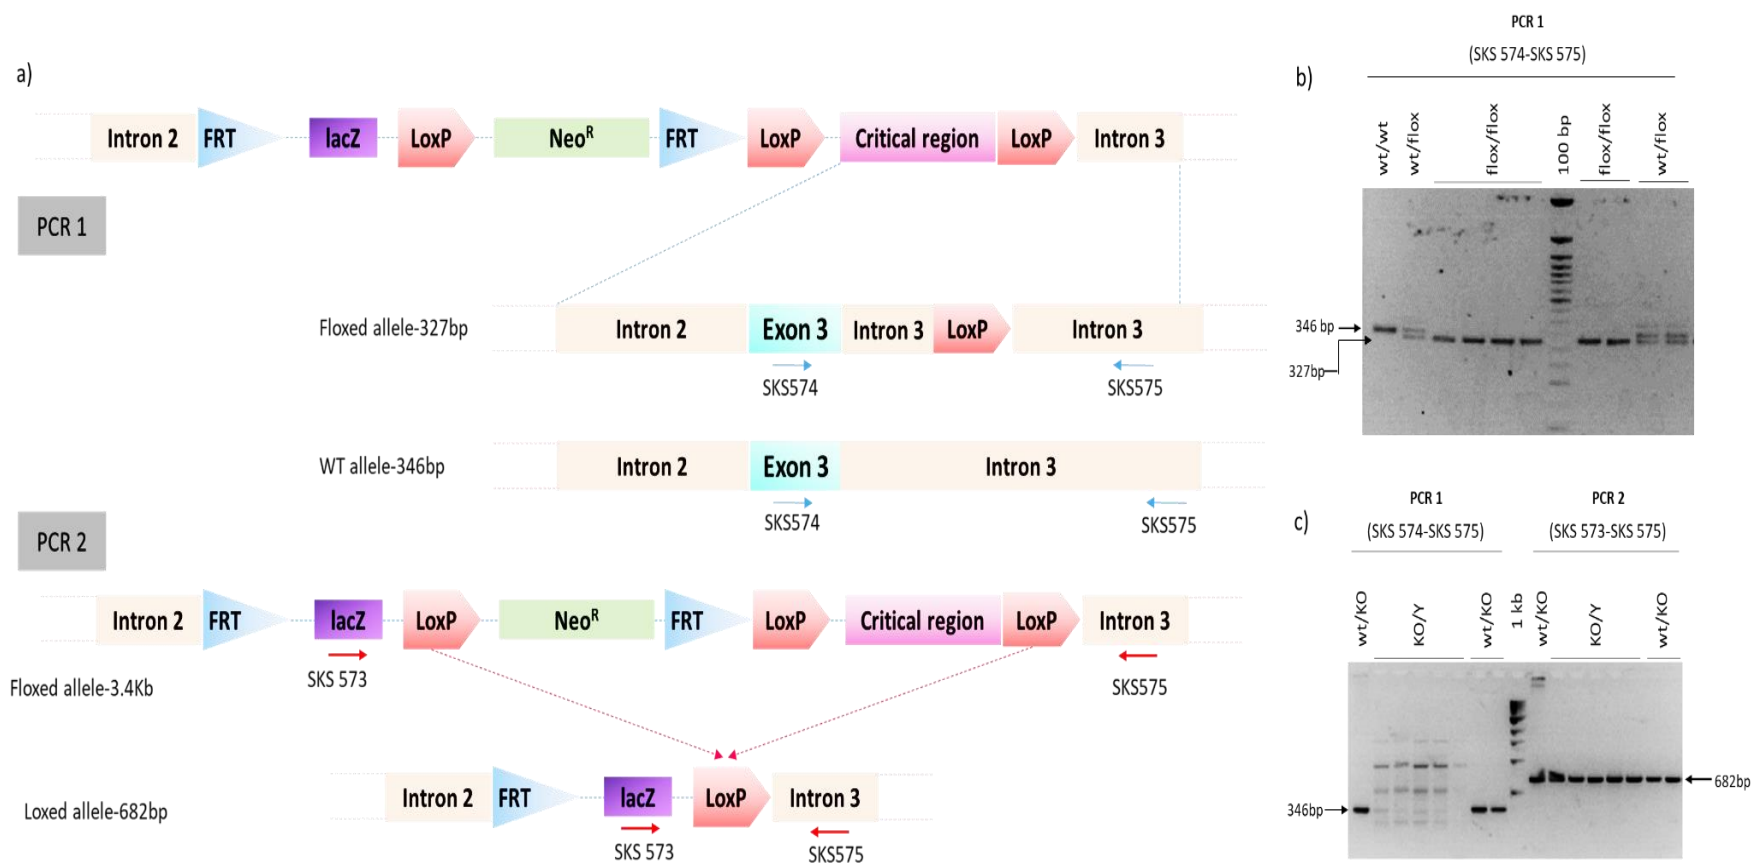 a)
Intron 2 FRT lacZ LoxP Neo^R FRT LoxP Critical region LoxP Intron 3
PCR 1
Floxed allele-327bp
Intron 2 Exon 3 Intron 3 LoxP Intron 3
SKS574 SKS575
WT allele-346bp
Intron 2 Exon 3 Intron 3
SKS574 SKS575
PCR 2
Intron 2 FRT lacZ LoxP Neo^R FRT LoxP Critical region LoxP Intron 3
SKS 573 SKS575
Floxed allele-3.4Kb
Intron 2 FRT lacZ LoxP Intron 3
Loxed allele-682bp
SKS 573 SKS575
b)
PCR 1
(SKS 574-SKS 575)
wt/wt
wt/flox
flox/flox
100 bp
flox/flox
wt/flox
346 bp
327bp
c)
PCR 1
(SKS 574-SKS 575)
PCR 2
(SKS 573-SKS 575)
wt/KO
KO/Y
wt/KO
1 kb
wt/KO
KO/Y
wt/KO
682bp
346bp